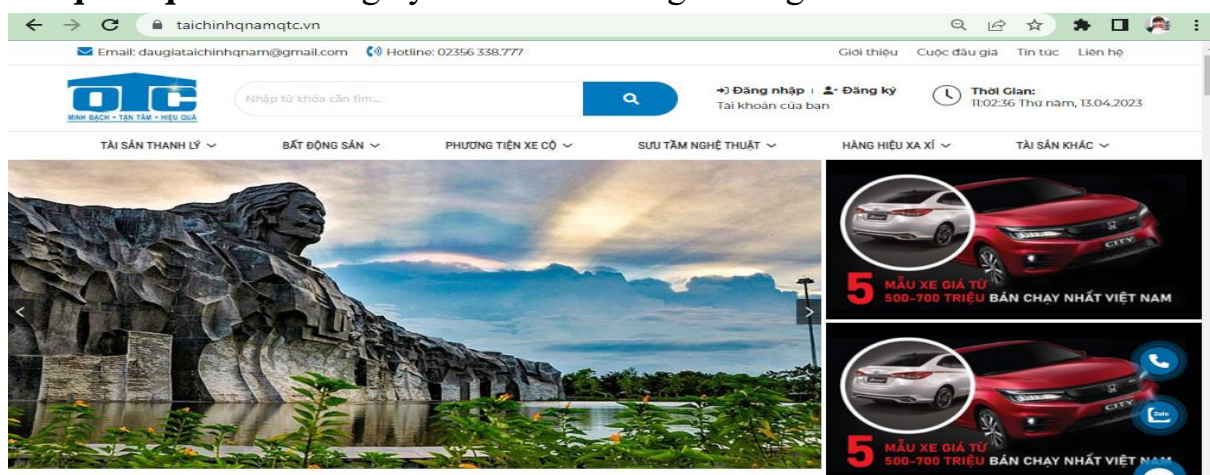 taichinhqnamqtc.vn
Email: daugiataichinhqnam@gmail.com Hotline: 02356 338.777 Giới thiệu Cuộc đấu giá Tin tức Liên hệ
QTC
MINH BẠCH - TẬN TÂM - HIỆU QUẢ
Nhập từ khóa cần tìm...
Đăng nhập Đăng ký
Tài khoản của bạn
Thời Gian:
11:02:36 Thứ năm, 13.04.2023
TÀI SẢN THANH LÝ BẤT ĐỘNG SẢN PHƯƠNG TIỆN XE CỘ SƯU TẦM NGHỆ THUẬT HÀNG HIỆU XA XỈ TÀI SẢN KHÁC
CITY
5 MẪU XE GIÁ TỪ
500-700 TRIỆU BÁN CHẠY NHẤT VIỆT NAM
CITY
Zalo
5 MẪU XE GIÁ TỪ
500-700 TRIỆU BÁN CHẠY NHẤT VIỆT NAM